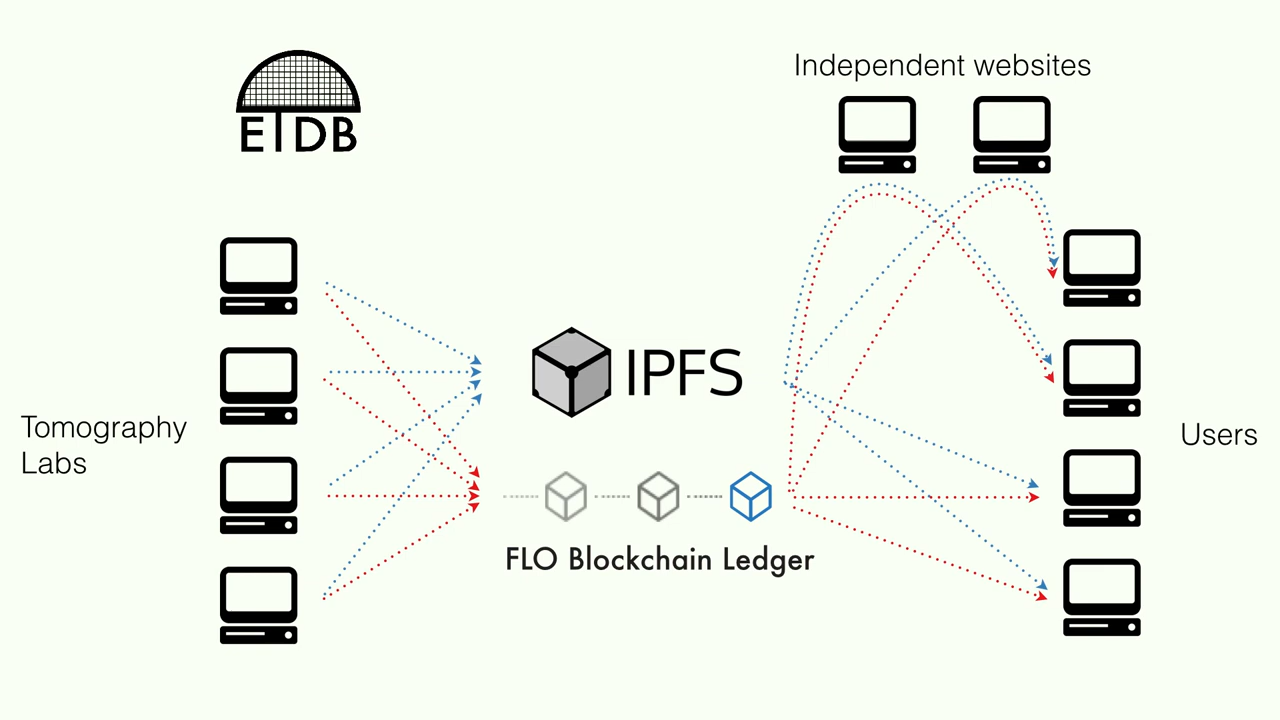 ETDB
Independent websites
Tomography
Labs
IPFS
FLO Blockchain Ledger
Users